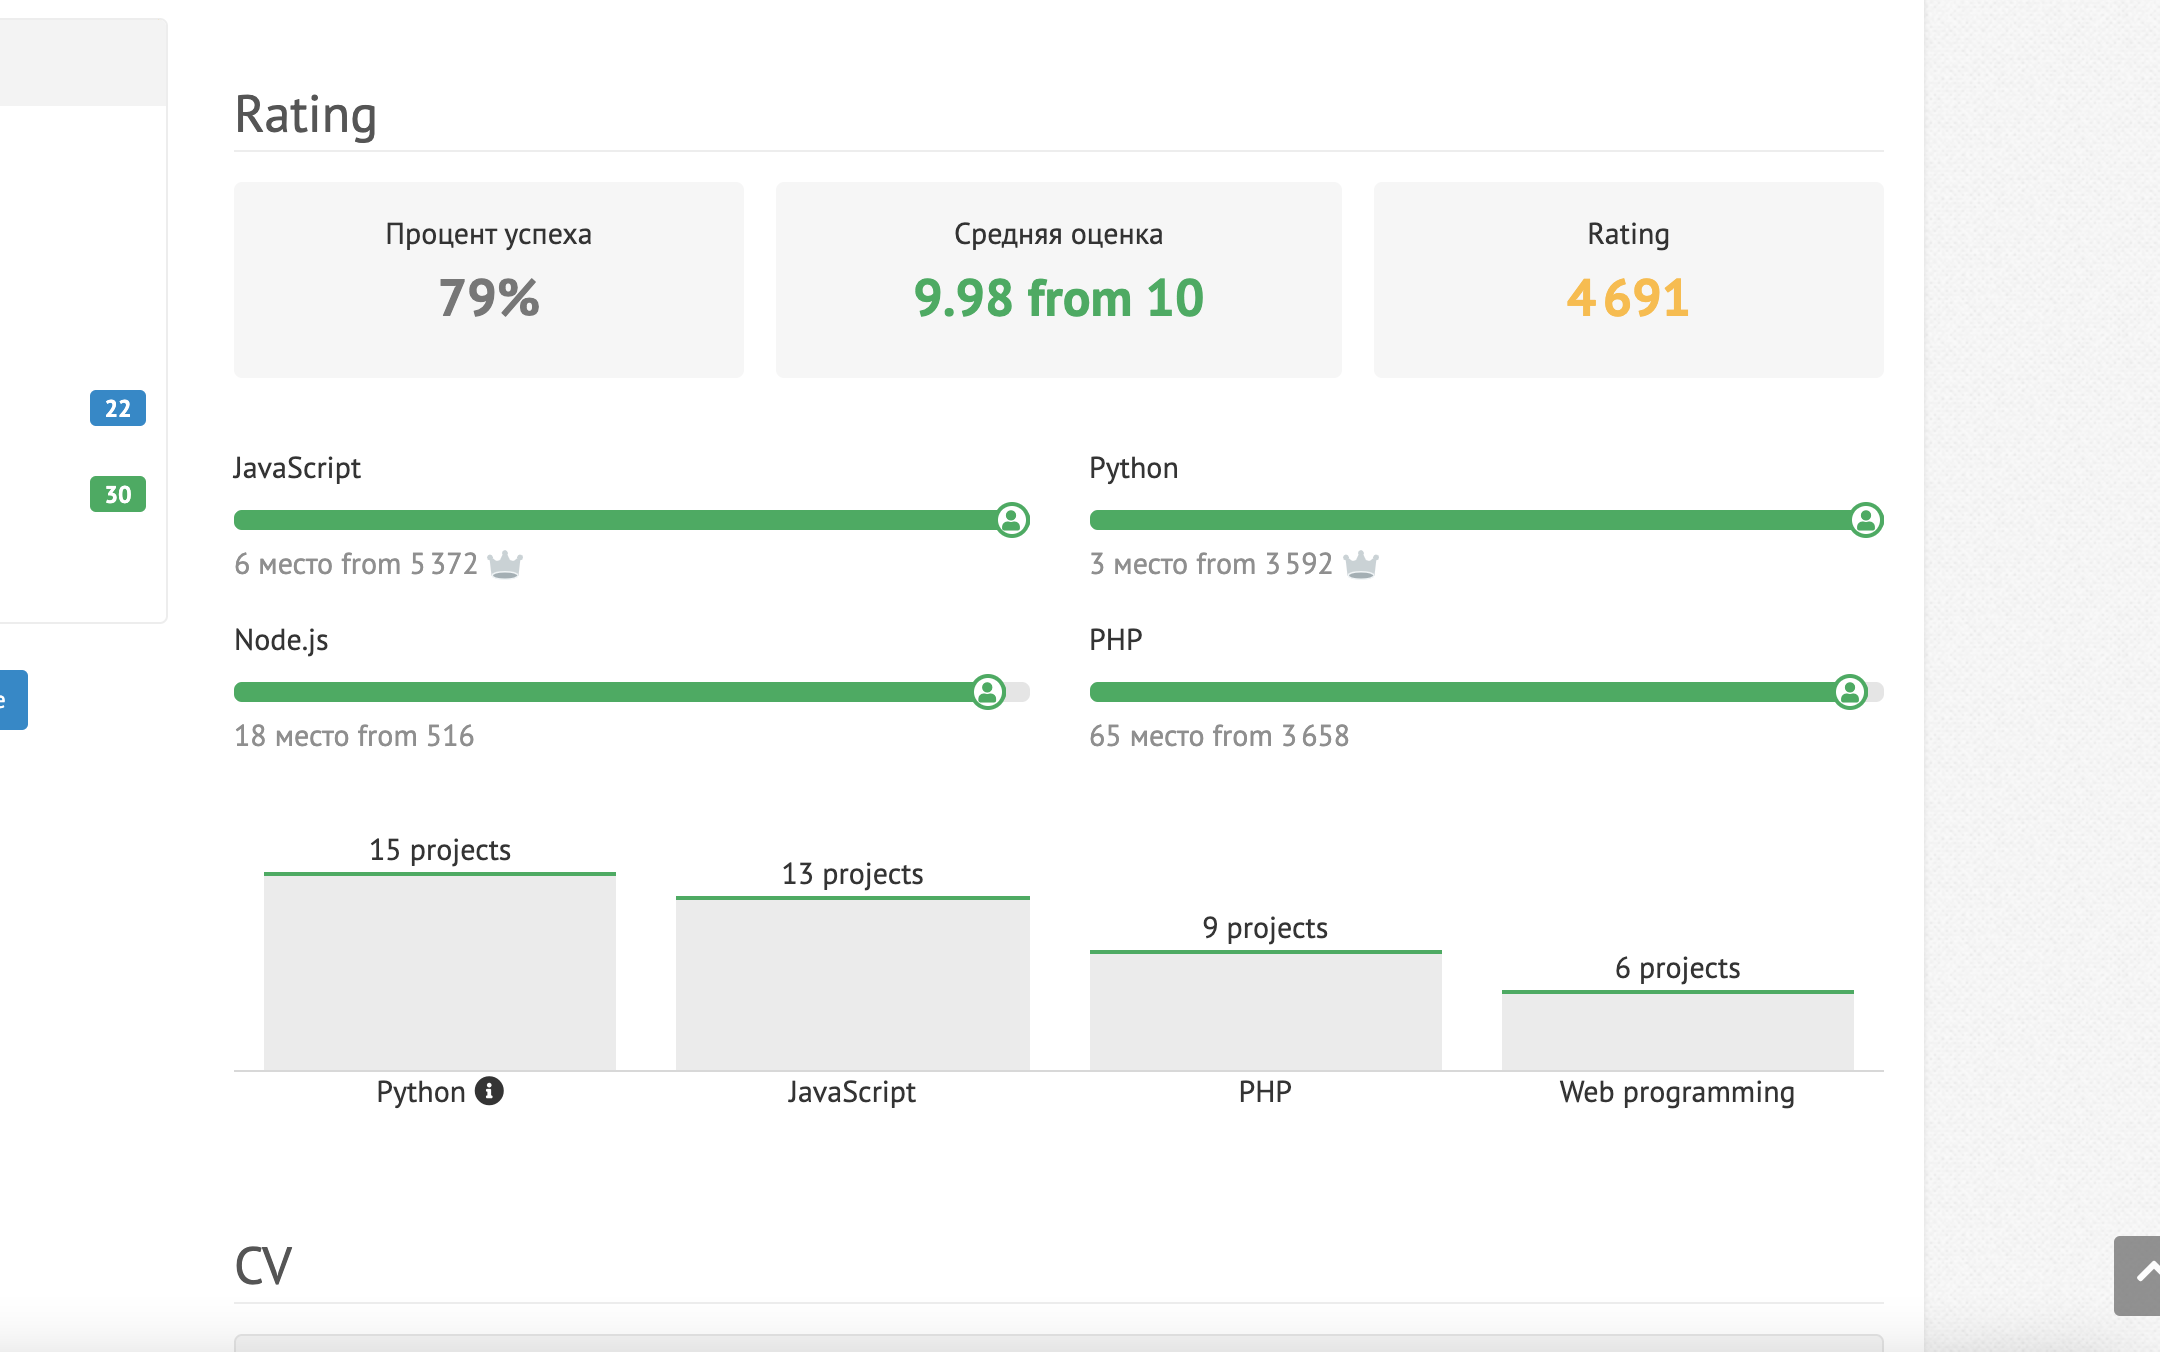 Rating
Процент успеха
79%
Средняя оценка
9.98 from 10
Rating
4 691
22
30
e
JavaScript
6 место from 5 372
Python
3 место from 3 592
Node.js
18 место from 516
PHP
65 место from 3 658
15 projects
13 projects
9 projects
6 projects
Python
JavaScript
PHP
Web programming
CV